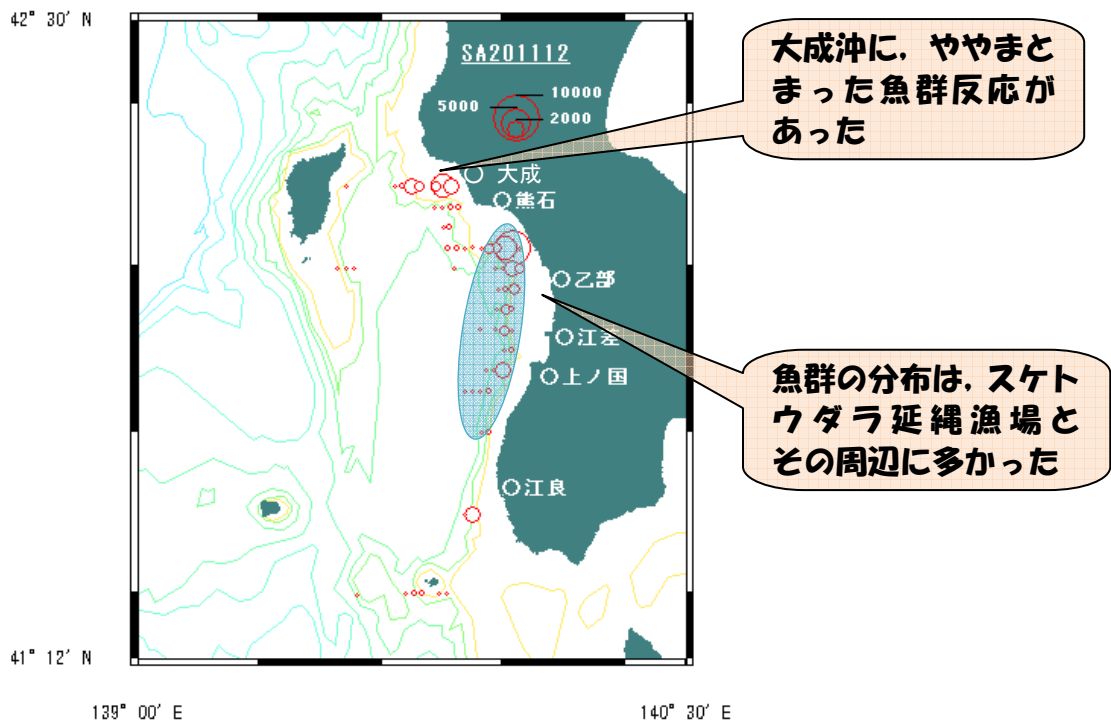 42° 30′ N
SA201112
10000
5000
2000
大成沖に，ややまと
まった魚群反応が
あった
大成
熊石
乙部
江差
上ノ国
魚群の分布は，スケト
ウダラ延縄漁場と
その周辺に多かった
江良
41° 12′ N
139° 00′ E
140° 30′ E